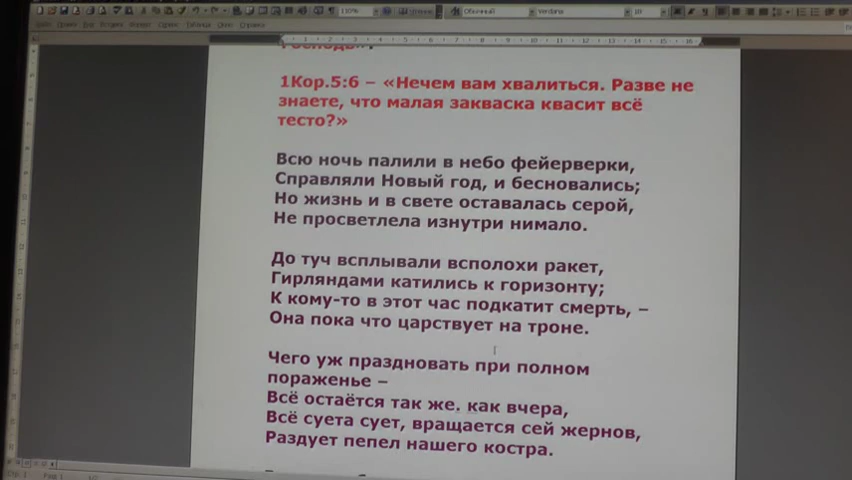 Обычный
Verdana
Господь».
1Кор.5:6 – «Нечем вам хвалиться. Разве не
знаете, что малая закваска квасит всё
тесто?»
Всю ночь палили в небо фейерверки,
Справляли Новый год, и бесновались;
Но жизнь и в свете оставалась серой,
Не просветлела изнутри нимало.
До туч всплывали всполохи ракет,
Гирляндами катились к горизонту;
К кому-то в этот час подкатит смерть, –
Она пока что царствует на троне.
Чего уж праздновать при полном
пораженье –
Всё остаётся так же. как вчера,
Всё суета сует, вращается сей жернов,
Раздует пепел нашего костра.